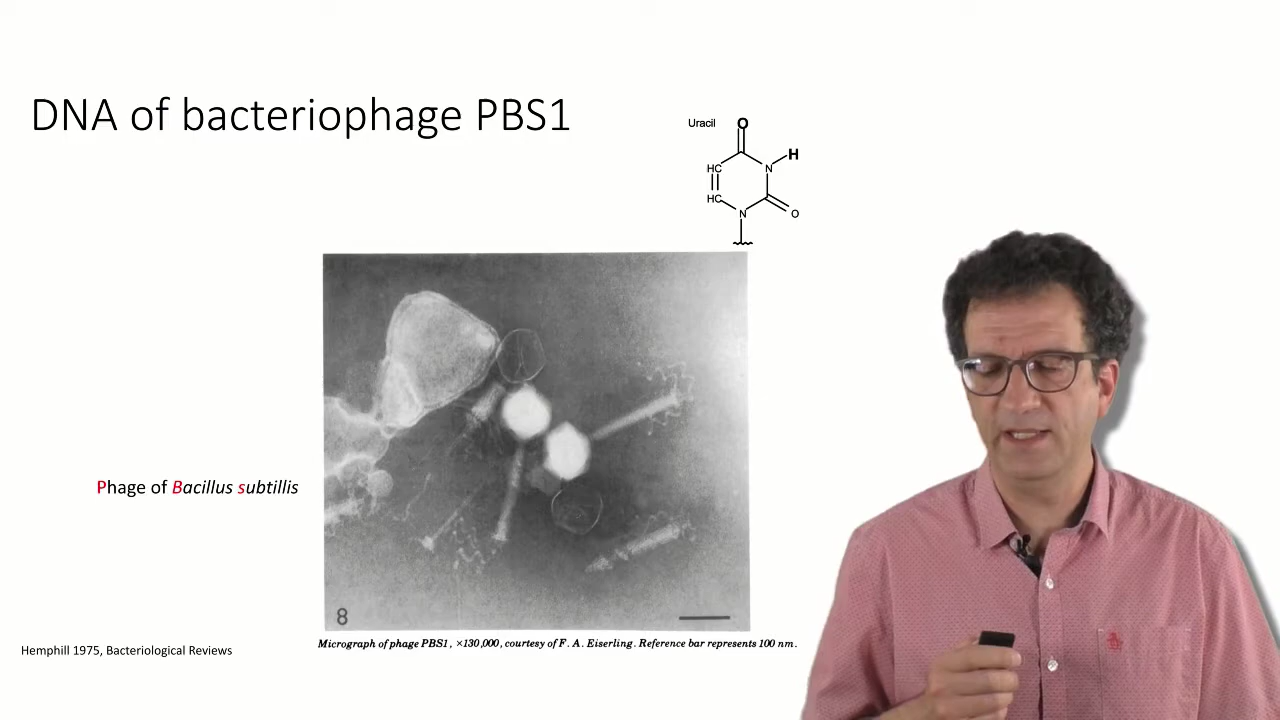 DNA of bacteriophage PBS1
Uracil
O
H
HC
N
HC
N
O
Phage of Bacillus subtillis
8
Hemphill 1975, Bacteriological Reviews
Micrograph of phage PBS1, ×130,000, courtesy of F. A. Eiserling. Reference bar represents 100 nm.